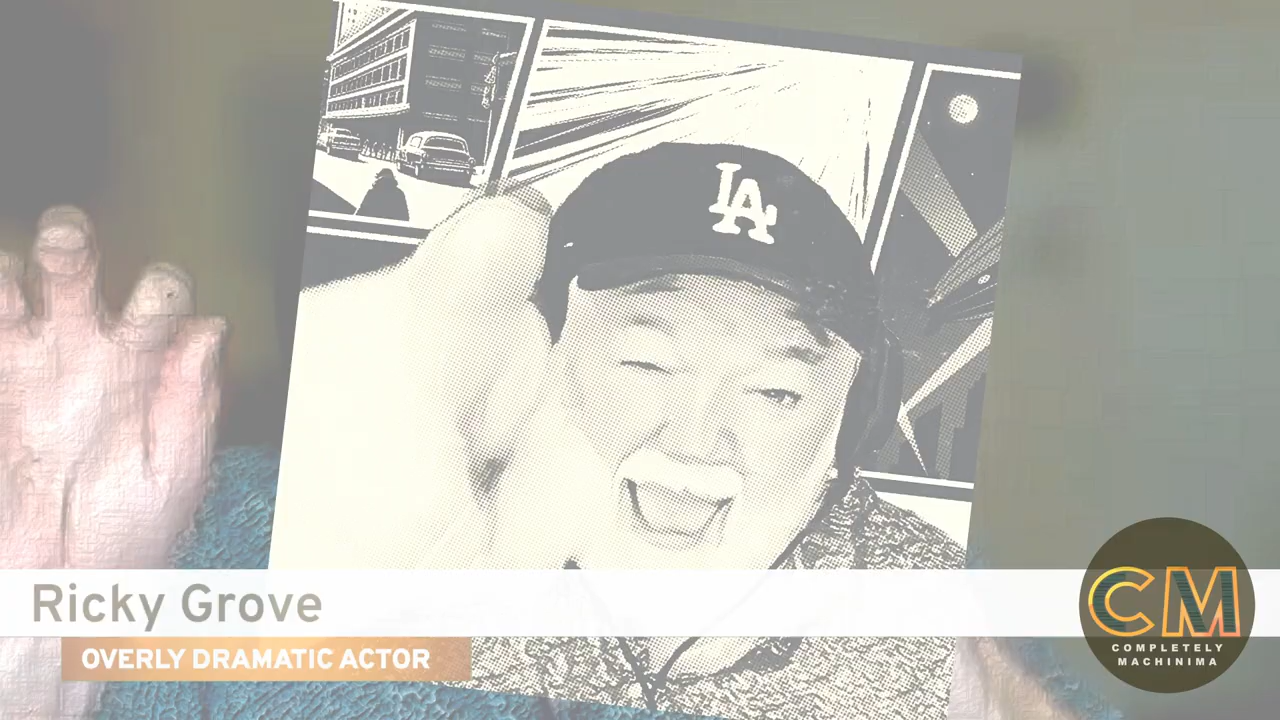 LA
Ricky Grove
OVERLY DRAMATIC ACTOR
CM
COMPLETELY
MACHINIMA